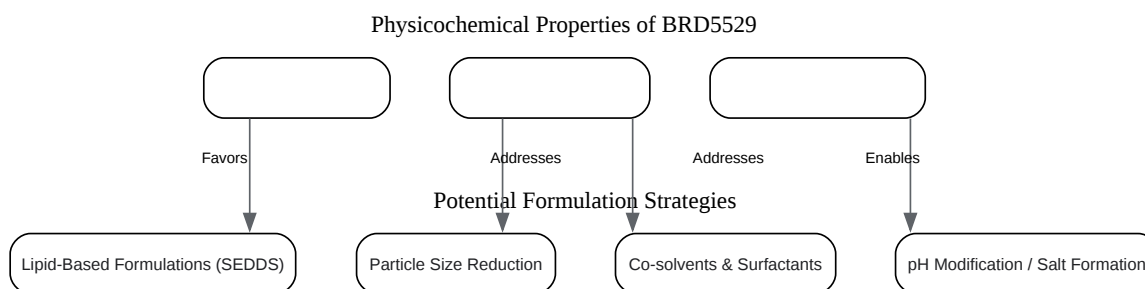 Physicochemical Properties of BRD5529
Favors
Addresses
Addresses
Enables
Potential Formulation Strategies
Lipid-Based Formulations (SEDDS)
Particle Size Reduction
Co-solvents & Surfactants
pH Modification / Salt Formation